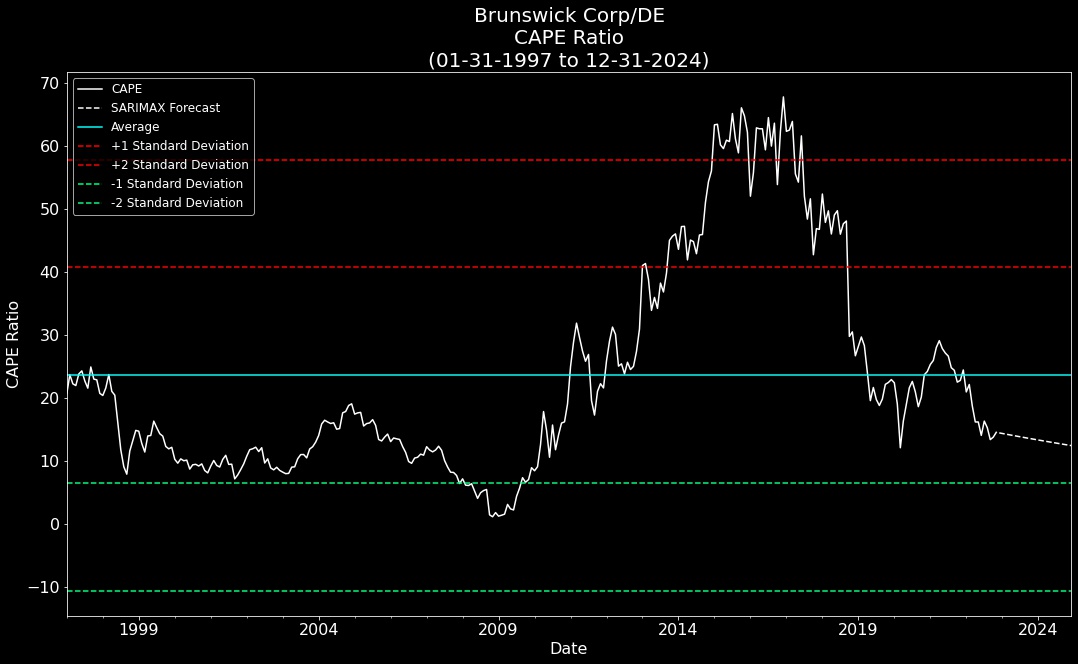 Brunswick Corp/DE
CAPE Ratio
(01-31-1997 to 12-31-2024)
CAPE
SARIMAX Forecast
Average
+1 Standard Deviation
+2 Standard Deviation
-1 Standard Deviation
-2 Standard Deviation
CAPE Ratio
70
60
50
40
30
20
10
0
−10
1999 2004 2009 2014 2019 2024
Date